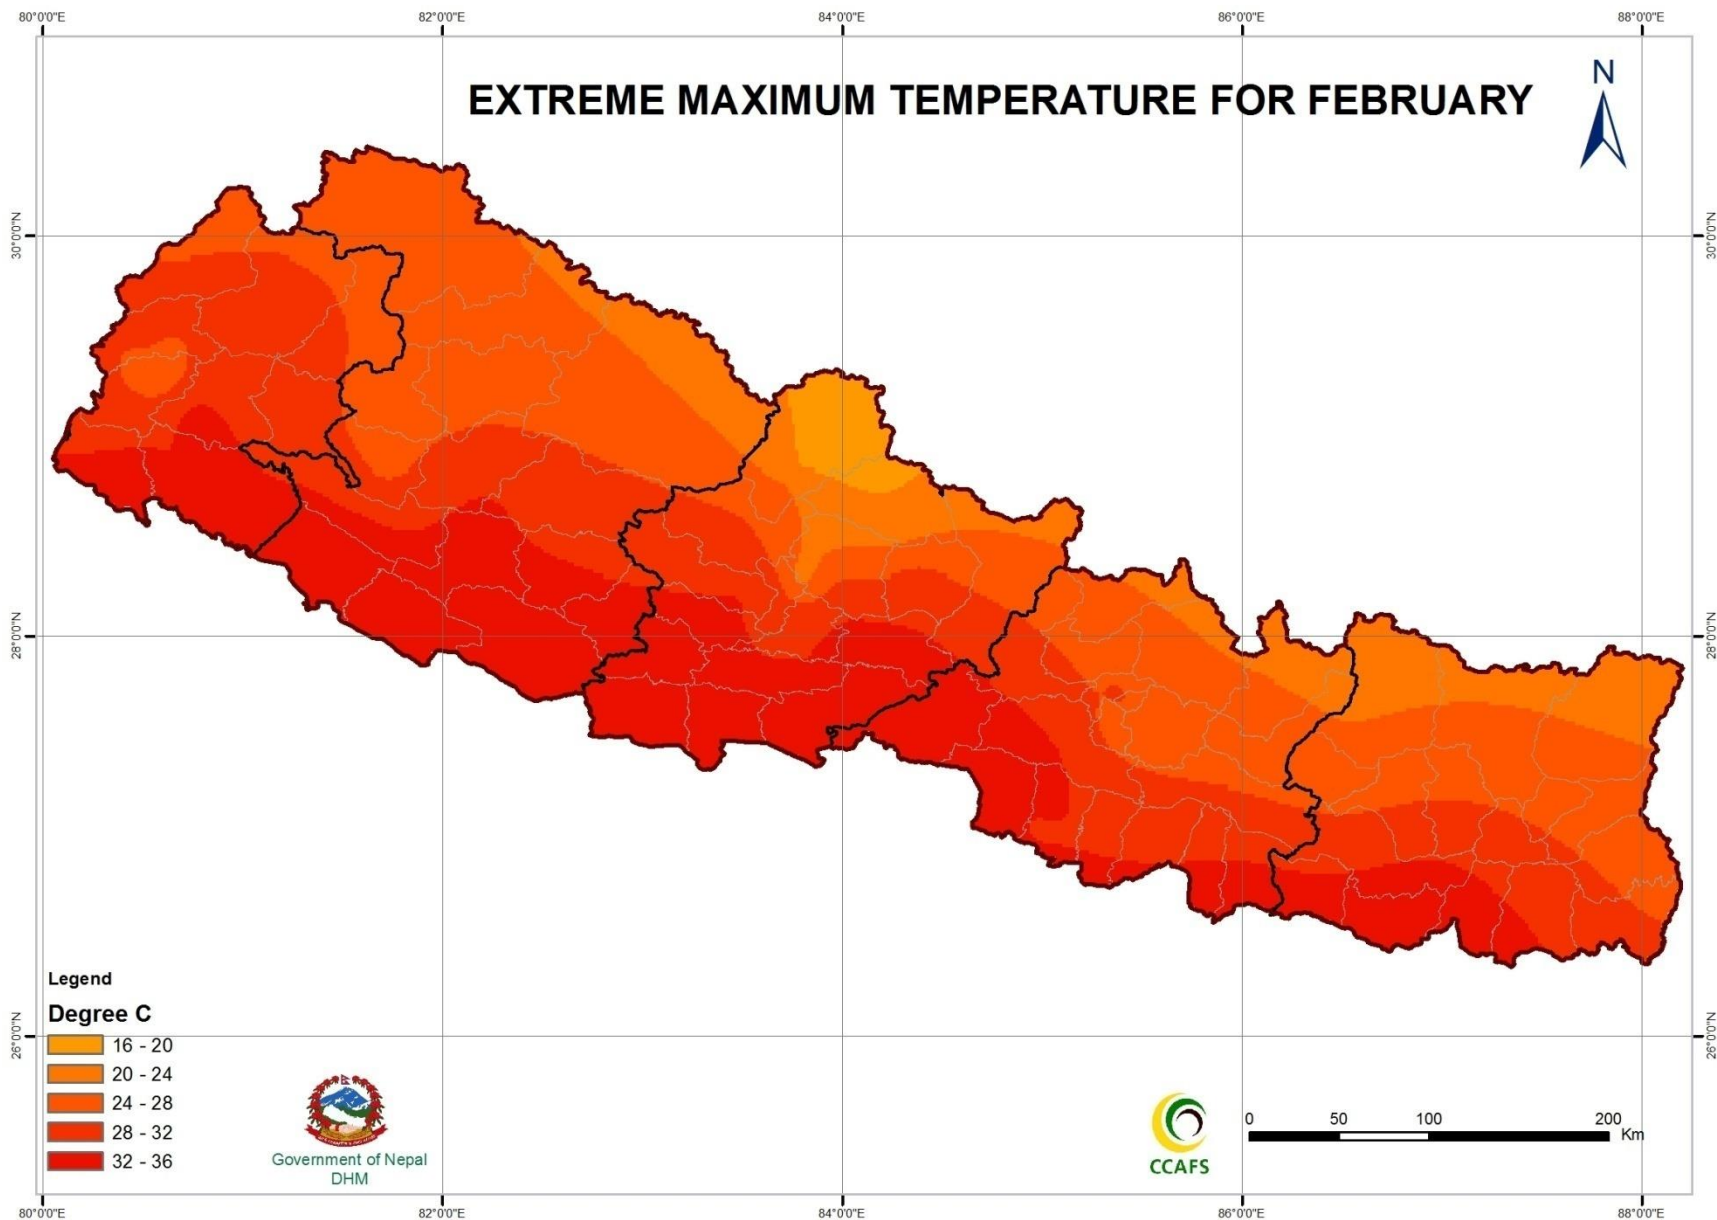 80°0'0"E 82°0'0"E 84°0'0"E 86°0'0"E 88°0'0"E
EXTREME MAXIMUM TEMPERATURE FOR FEBRUARY
N
30°0'0"N 30°0'0"N
28°0'0"N 28°0'0"N
26°0'0"N 26°0'0"N
Legend
Degree C
16 - 20
20 - 24
24 - 28
28 - 32
32 - 36
Government of Nepal
DHM
CCAFS
0 50 100 200
Km
80°0'0"E 82°0'0"E 84°0'0"E 86°0'0"E 88°0'0"E